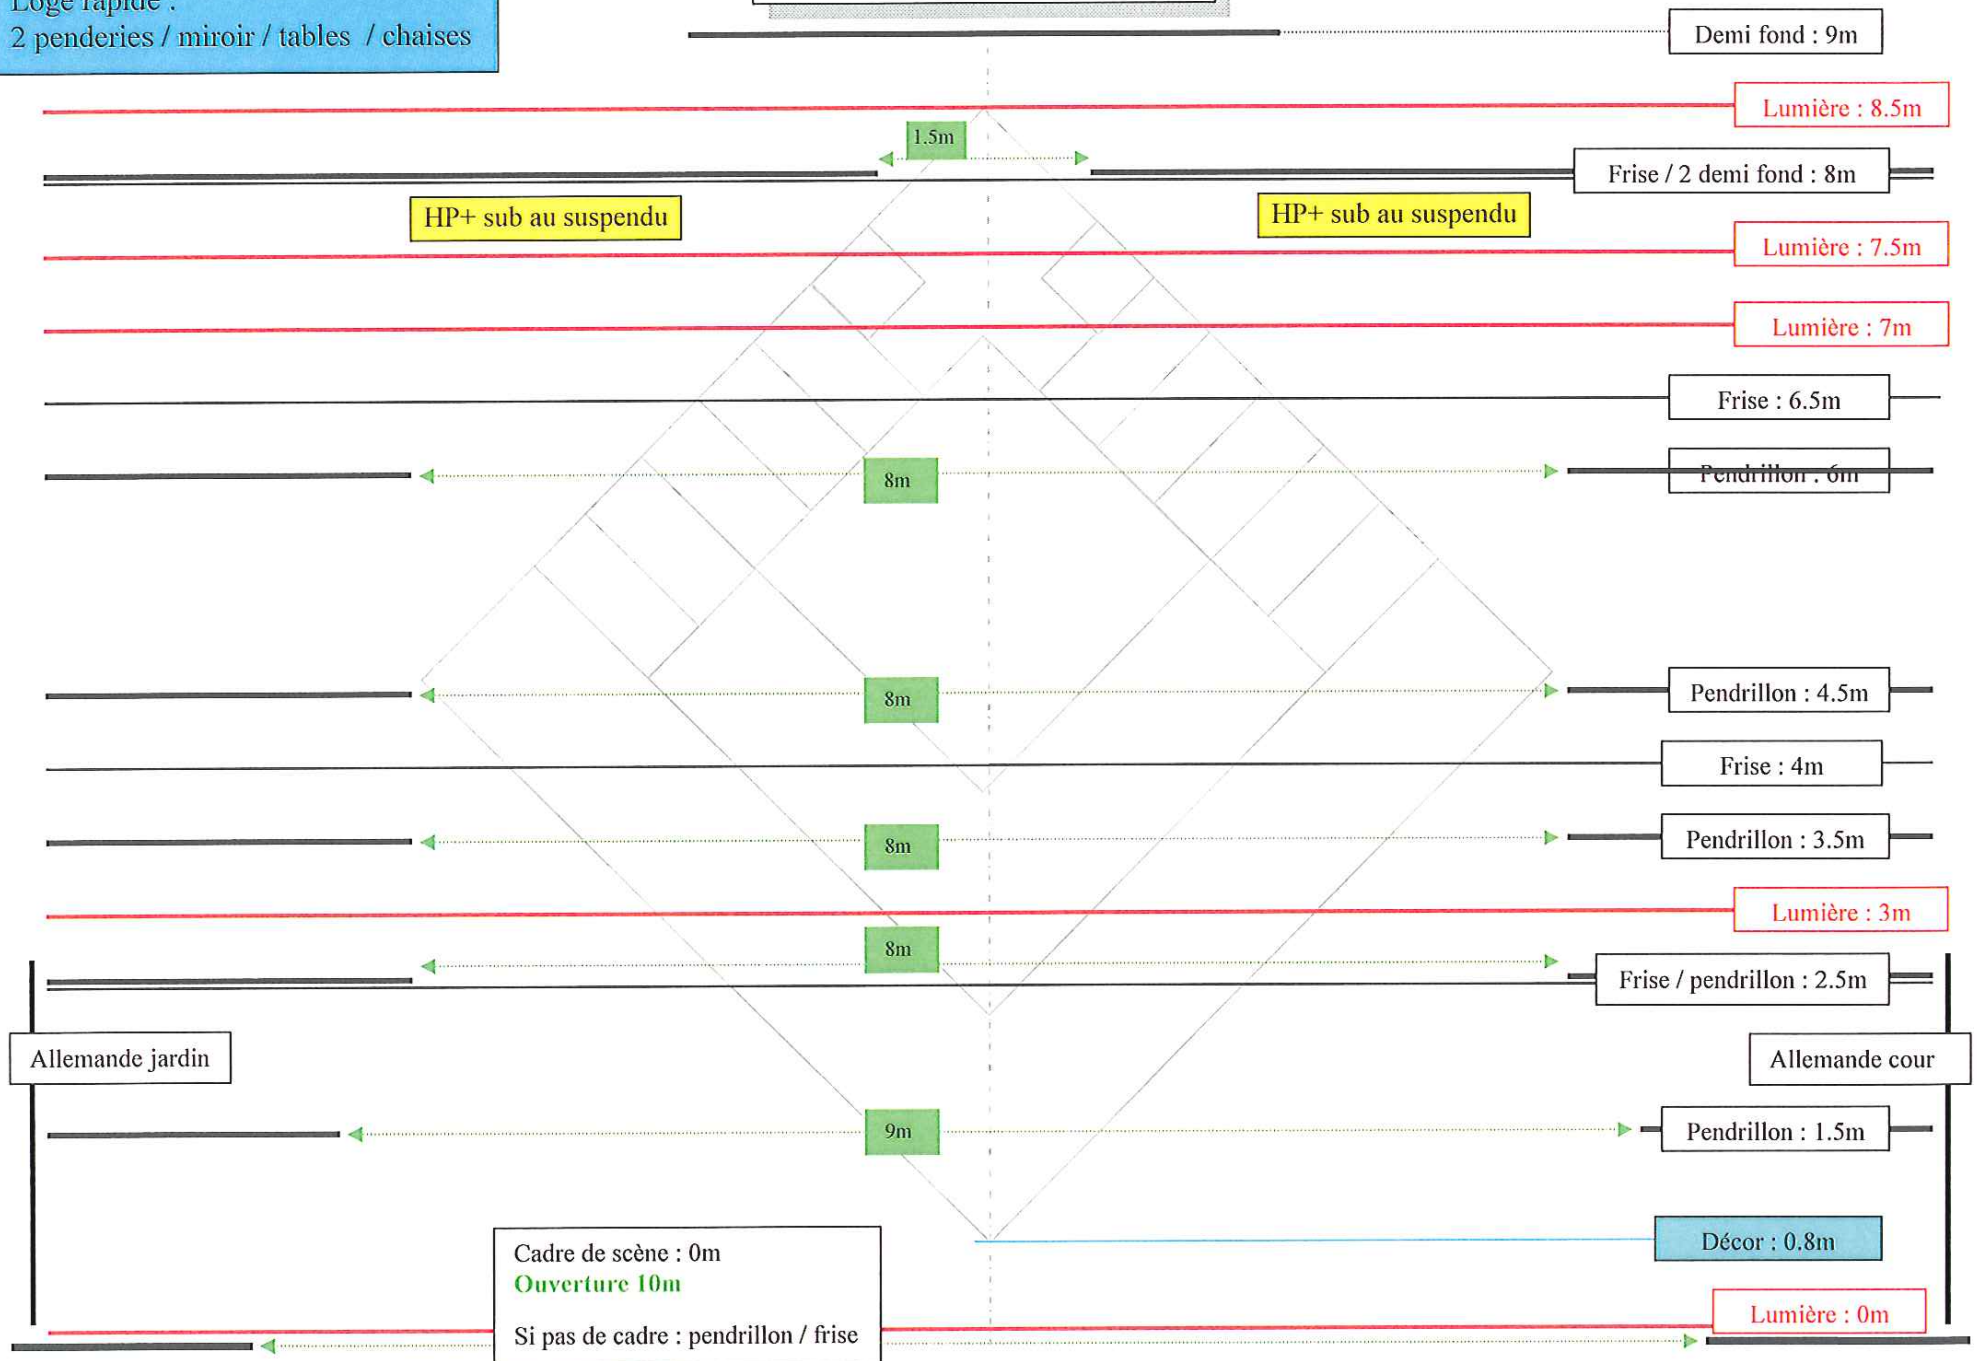 Loge rapide :
2 penderies / miroir / tables / chaises
Demi fond : 9m
Lumière : 8.5m
1.5m
Frise / 2 demi fond : 8m
HP+ sub au suspendu
HP+ sub au suspendu
Lumière : 7.5m
Lumière : 7m
Frise : 6.5m
8m
Pendrillon : 6m
8m
Pendrillon : 4.5m
Frise : 4m
8m
Pendrillon : 3.5m
Lumière : 3m
8m
Frise / pendrillon : 2.5m
Allemande jardin
Allemande cour
9m
Pendrillon : 1.5m
Décor : 0.8m
Cadre de scène : 0m
Ouverture 10m
Lumière : 0m
Si pas de cadre : pendrillon / frise